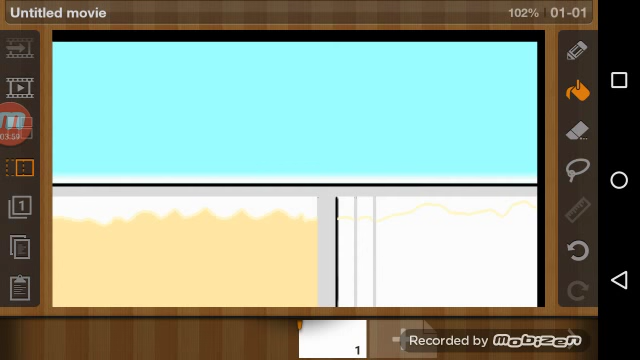 Untitled movie
102%
01-01
m
03:59
1
1
Recorded by mobizen